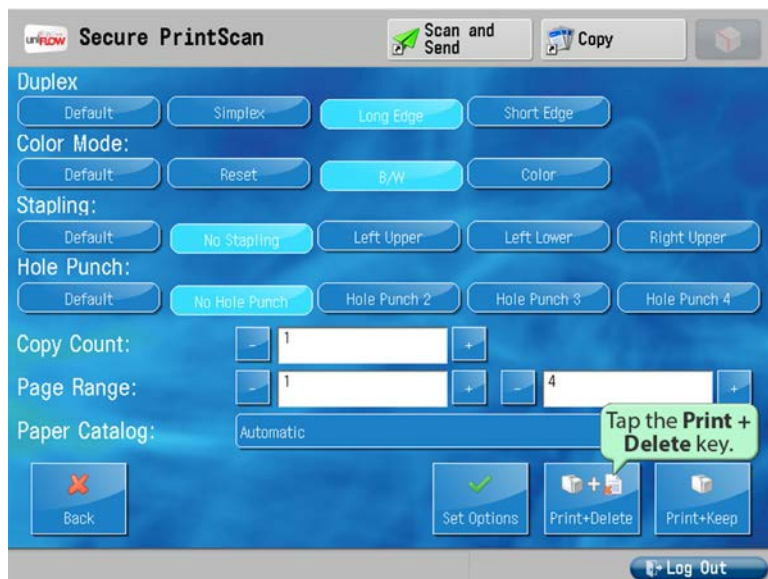 uniFLOW Secure PrintScan Scan and Send Copy
Duplex
Default Simplex Long Edge Short Edge
Color Mode:
Default Reset B/W Color
Stapling:
Default No Stapling Left Upper Left Lower Right Upper
Hole Punch:
Default No Hole Punch Hole Punch 2 Hole Punch 3 Hole Punch 4
Copy Count: - 1 +
Page Range: - 1 + - 4 +
Paper Catalog: Automatic
Tap the Print +
Delete key.
Back Set Options Print+Delete Print+Keep
Log Out